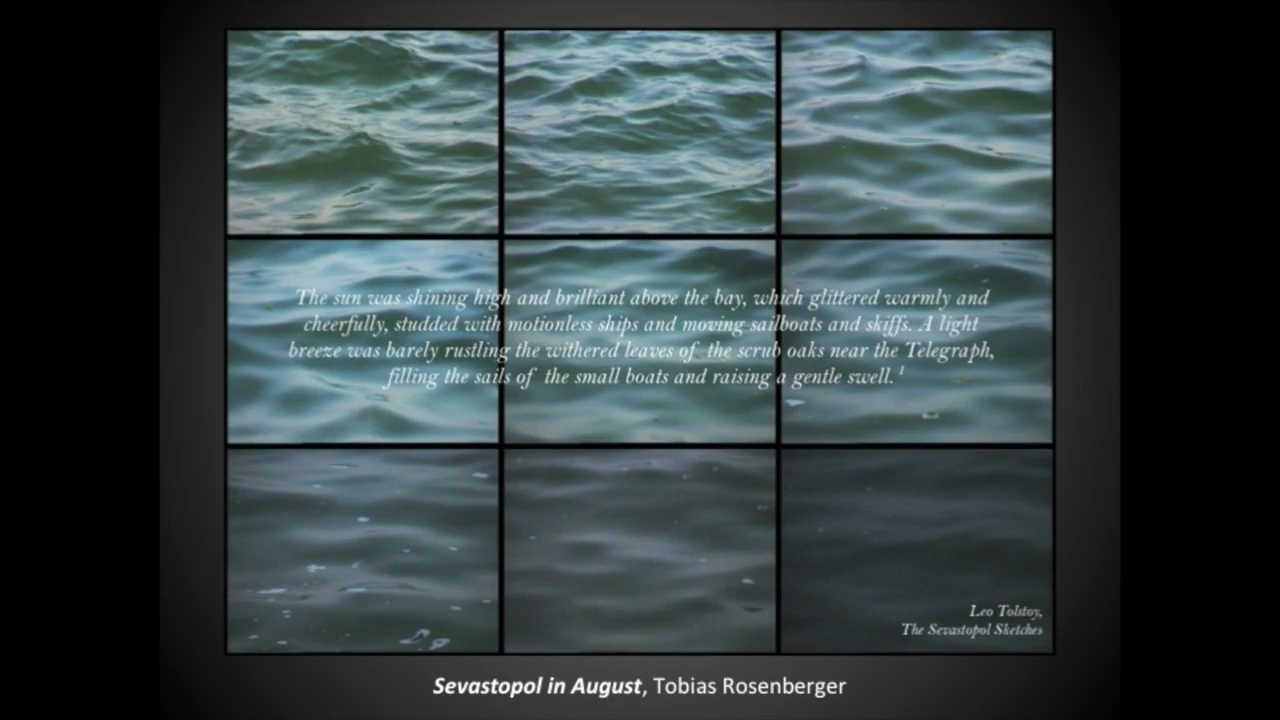 The sun was shining high and brilliant above the bay, which glittered warmly and
cheerfully, studded with motionless ships and moving sailboats and skiffs. A light
breeze was barely rustling the withered leaves of the scrub oaks near the Telegraph,
filling the sails of the small boats and raising a gentle swell. 1
Leo Tolstoy,
The Sevastopol Sketches
Sevastopol in August, Tobias Rosenberger